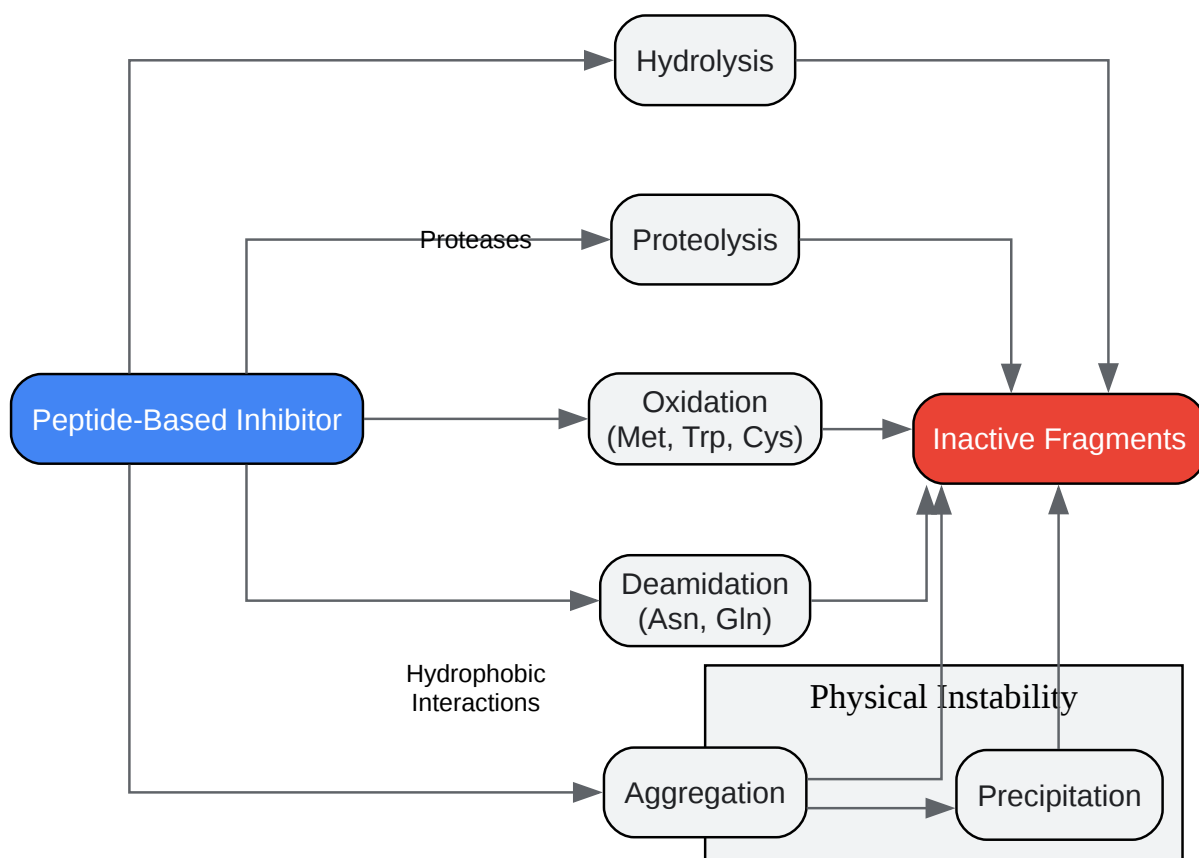 Hydrolysis
Proteases
Proteolysis
Peptide-Based Inhibitor
Oxidation
(Met, Trp, Cys)
Inactive Fragments
Deamidation
(Asn, Gln)
Hydrophobic
Interactions
Physical Instability
Aggregation
Precipitation